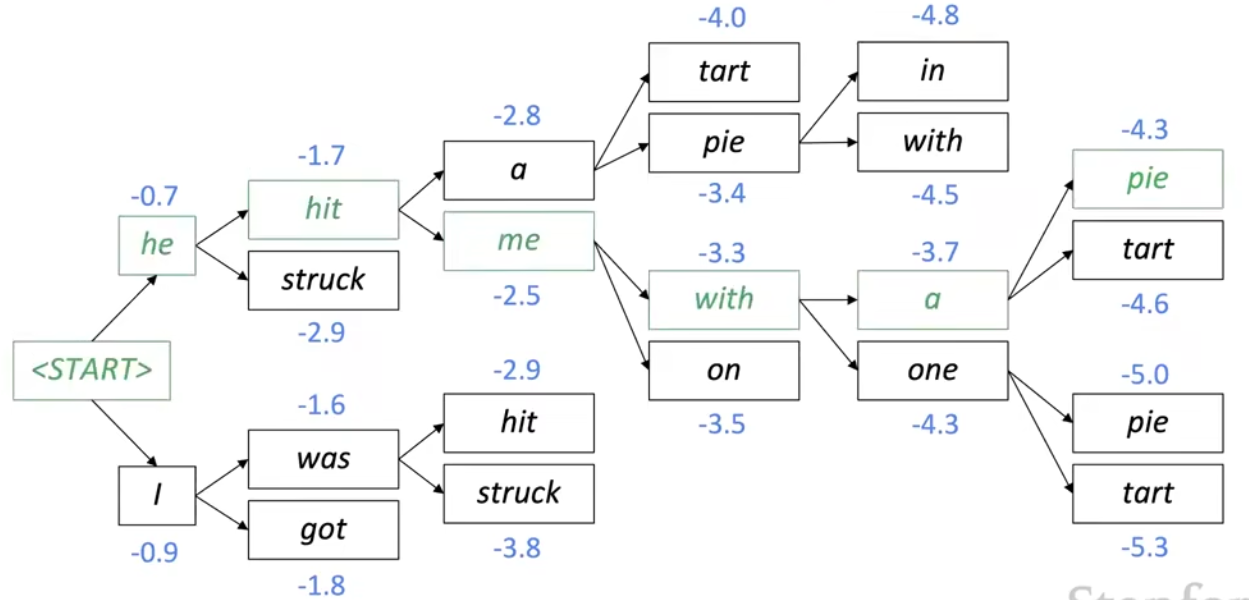 -4.0
-4.8
tart
in
-2.8
-4.3
-1.7
a
pie
with
pie
-0.7
hit
-3.4
-4.5
he
me
-3.3
-3.7
tart
struck
-2.5
with
a
-4.6
-2.9
<START>
-2.9
on
one
-5.0
-1.6
hit
-3.5
-4.3
pie
was
I
struck
tart
got
-0.9
-3.8
-5.3
-1.8